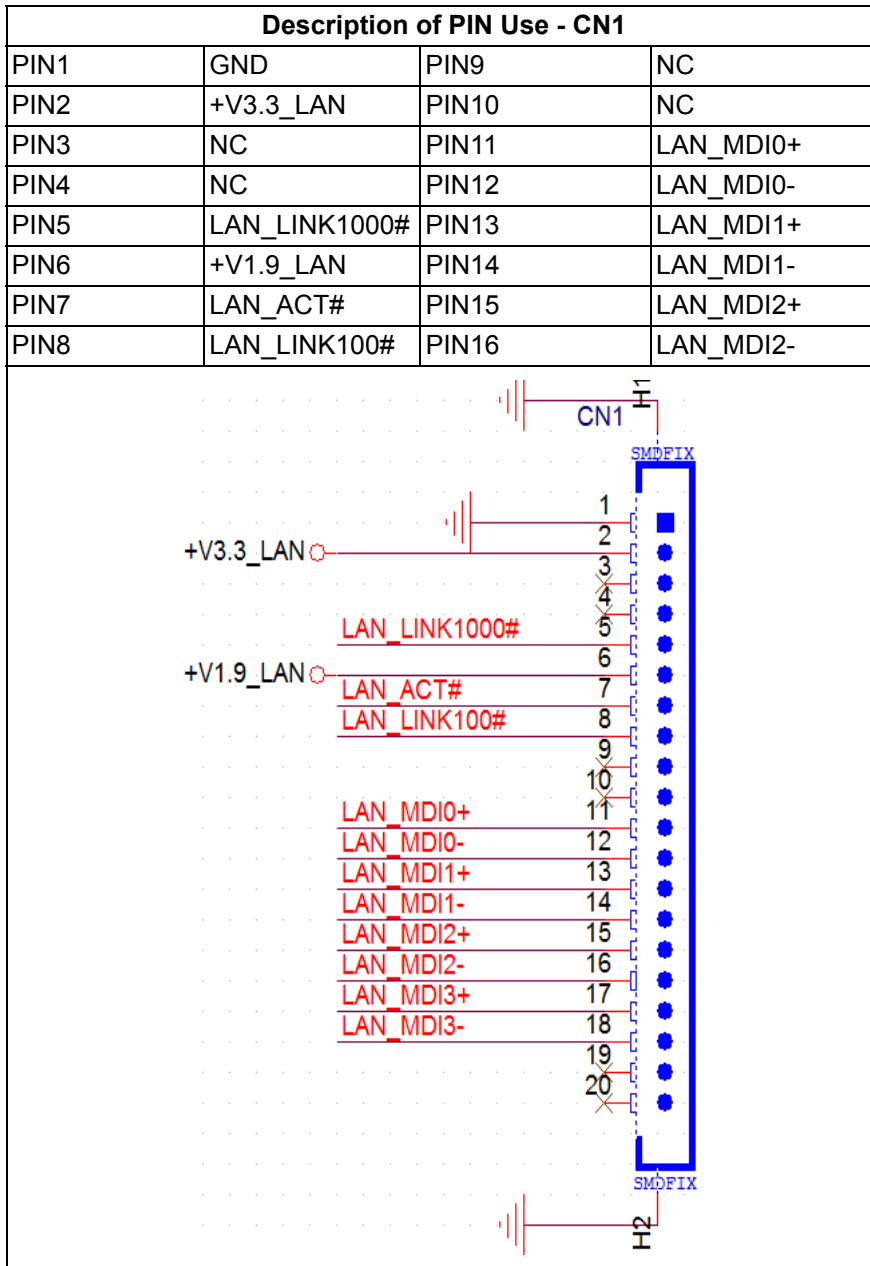 Description of PIN Use - CN1
PIN1 GND PIN9 NC
PIN2 +V3.3_LAN PIN10 NC
PIN3 NC PIN11 LAN_MDI0+
PIN4 NC PIN12 LAN_MDI0-
PIN5 LAN_LINK1000# PIN13 LAN_MDI1+
PIN6 +V1.9_LAN PIN14 LAN_MDI1-
PIN7 LAN_ACT# PIN15 LAN_MDI2+
PIN8 LAN_LINK100# PIN16 LAN_MDI2-
H1
CN1
SMDFIX
1
+V3.3_LAN 2
3
4
LAN_LINK1000# 5
+V1.9_LAN 6
LAN_ACT# 7
LAN_LINK100# 8
9
10
LAN_MDI0+ 11
LAN_MDI0- 12
LAN_MDI1+ 13
LAN_MDI1- 14
LAN_MDI2+ 15
LAN_MDI2- 16
LAN_MDI3+ 17
LAN_MDI3- 18
19
20
SMDFIX
H2